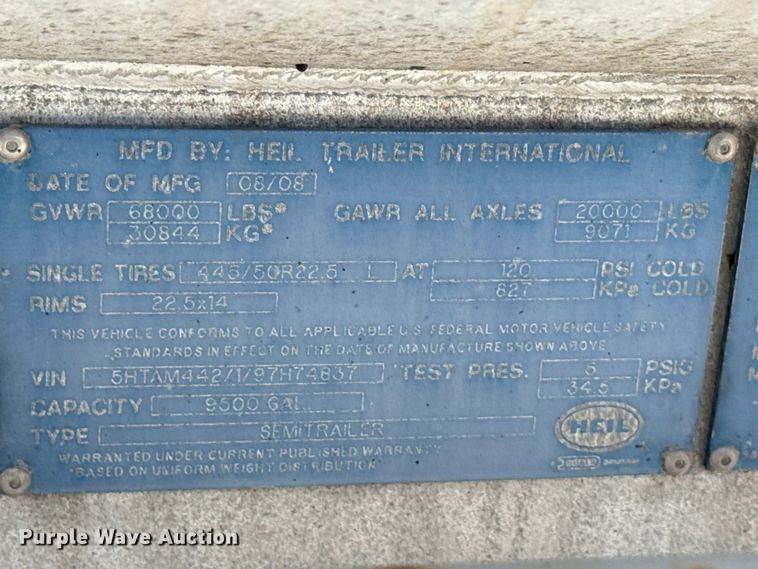 MFD BY: HEIL TRAILER INTERNATIONAL
DATE OF MFG 08/08
GVWR 68000 LBS* GAWR ALL AXLES 20000 LBS
30844 KG* 9071 KG
SINGLE TIRES 445/50R22.5 L AT 120 PSI COLD
827 KPa COLD
RIMS 22.5x14
THIS VEHICLE CONFORMS TO ALL APPLICABLE U.S. FEDERAL MOTOR VEHICLE SAFETY
STANDARDS IN EFFECT ON THE DATE OF MANUFACTURE SHOWN ABOVE
VIN TEST PRES. 5 PSIG
34.5 KPa
CAPACITY 9500 GAL
TYPE SEMITRAILER
HEIL
WARRANTED UNDER CURRENT PUBLISHED WARRANTY
*BASED ON UNIFORM WEIGHT DISTRIBUTION
Purple Wave Auction